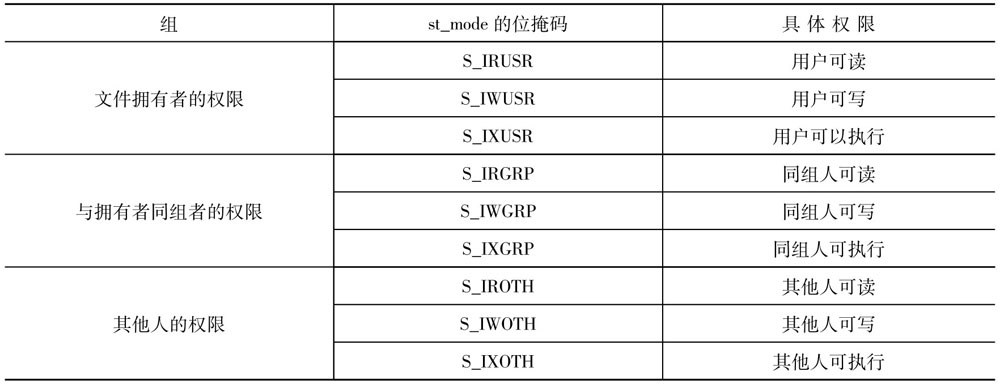 组 st_mode 的位掩码 具体权限
S_IRUSR 用户可读
文件拥有者的权限 S_IWUSR 用户可写
S_IXUSR 用户可以执行
S_IRGRP 同组人可读
与拥有者同组者的权限 S_IWGRP 同组人可写
S_IXGRP 同组人可执行
S_IROTH 其他人可读
其他人的权限 S_IWOTH 其他人可写
S_IXOTH 其他人可执行